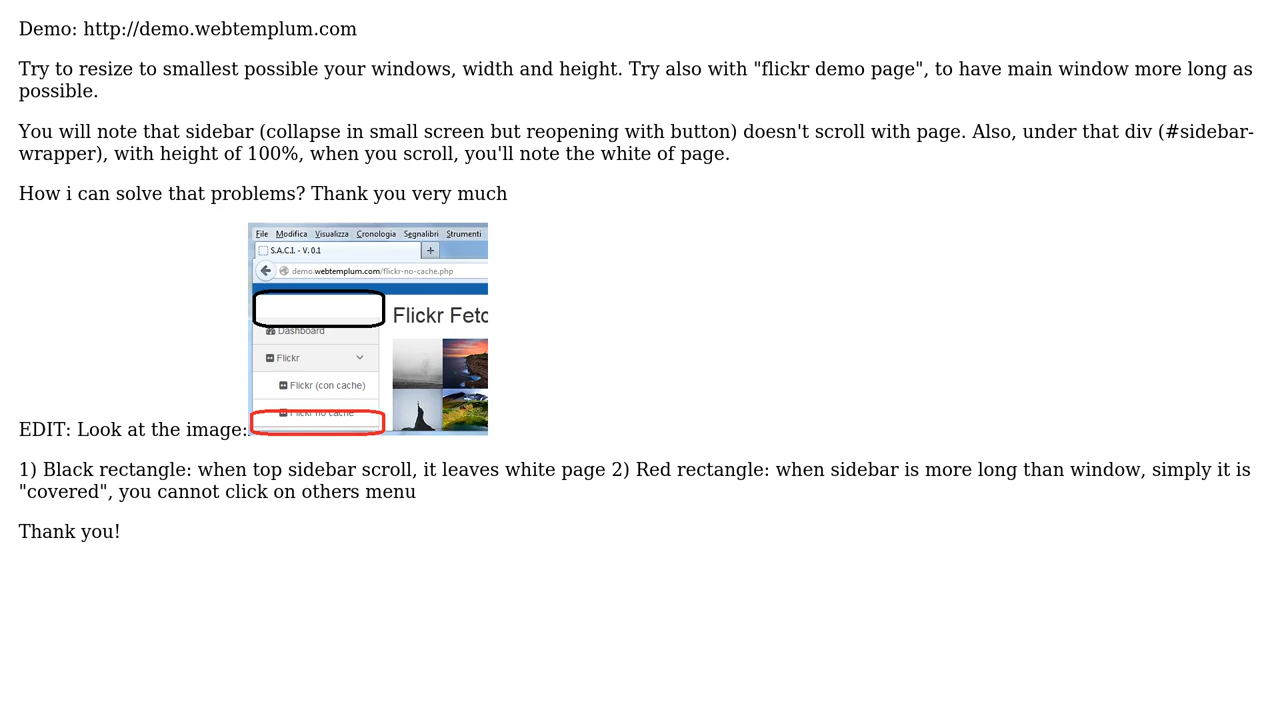 Demo: http://demo.webtemplum.com
Try to resize to smallest possible your windows, width and height. Try also with "flickr demo page", to have main window more long as
possible.
You will note that sidebar (collapse in small screen but reopening with button) doesn't scroll with page. Also, under that div (#sidebar-
wrapper), with height of 100%, when you scroll, you'll note the white of page.
How i can solve that problems? Thank you very much
File Modifica Visualizza Cronologia Segnalibri Strumenti
S.A.C.I. - V. 0.1
demo.webtemplum.com/flickr-no-cache.php
Flickr Fetc
Dashboard
Flickr
Flickr (con cache)
Flickr no cache
EDIT: Look at the image:
1) Black rectangle: when top sidebar scroll, it leaves white page 2) Red rectangle: when sidebar is more long than window, simply it is
"covered", you cannot click on others menu
Thank you!